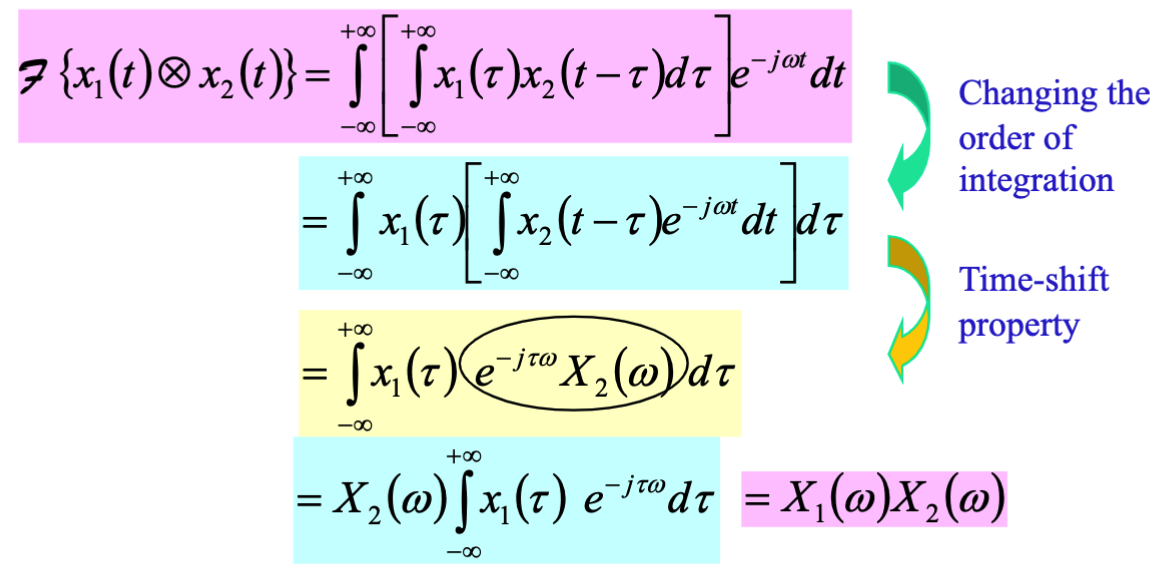 ℱ {x₁(t)⊗x₂(t)} = ∫_{−∞}^{+∞} [ ∫_{−∞}^{+∞} x₁(τ)x₂(t−τ)dτ ] e^{−jωt} dt
Changing the
order of
integration
= ∫_{−∞}^{+∞} x₁(τ) [ ∫_{−∞}^{+∞} x₂(t−τ)e^{−jωt} dt ] dτ
Time-shift
property
= ∫_{−∞}^{+∞} x₁(τ)(e^{−jτω} X₂(ω))dτ
= X₂(ω) ∫_{−∞}^{+∞} x₁(τ) e^{−jτω} dτ = X₁(ω)X₂(ω)